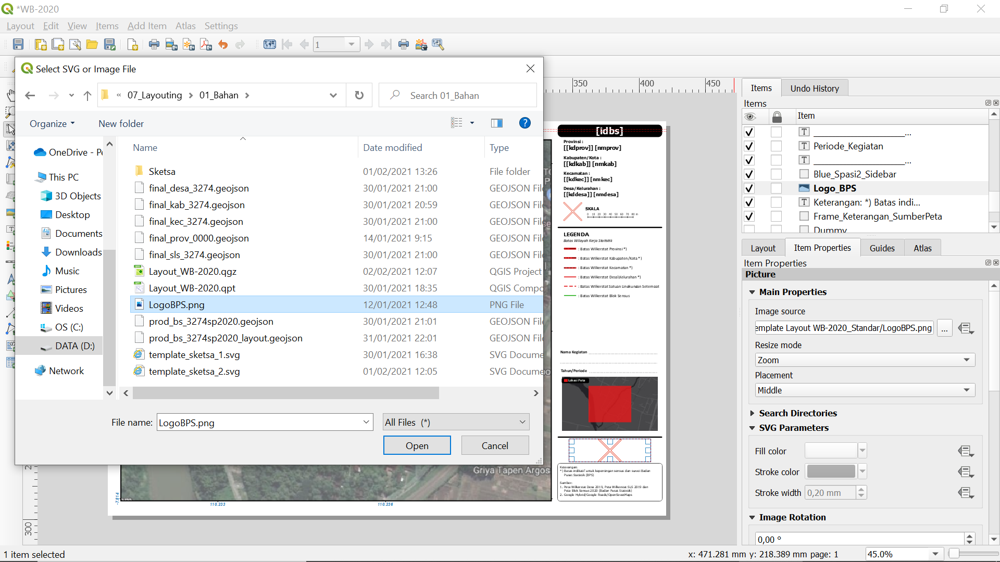 *WB-2020
Layout Edit View Items Add Item Atlas Settings
1
Select SVG or Image File
« 07_Layouting › 01_Bahan ›
Search 01_Bahan
Organize
New folder
Name Date modified Type
OneDrive - Pe
This PC
3D Objects
Desktop
Documents
Downloads
Music
Pictures
Videos
OS (C:)
DATA (D:)
Network
Sketsa 01/02/2021 13:26 File folder
final_desa_3274.geojson 30/01/2021 21:00 GEOJSON File
final_kab_3274.geojson 30/01/2021 20:59 GEOJSON File
final_kec_3274.geojson 30/01/2021 21:00 GEOJSON File
final_prov_0000.geojson 14/01/2021 9:15 GEOJSON File
final_sls_3274.geojson 30/01/2021 21:00 GEOJSON File
Layout_WB-2020.qgz 02/02/2021 12:07 QGIS Project
Layout_WB-2020.qpt 30/01/2021 18:35 QGIS Compo
LogoBPS.png 12/01/2021 12:48 PNG File
prod_bs_3274sp2020.geojson 30/01/2021 21:01 GEOJSON File
prod_bs_3274sp2020_layout.geojson 31/01/2021 22:01 GEOJSON File
template_sketsa_1.svg 30/01/2021 16:38 SVG Docume
template_sketsa_2.svg 01/02/2021 12:05 SVG Docume
File name: LogoBPS.png All Files (*)
Open Cancel
350 400 450
[idbs]
Provinsi :
[[kdprov]] [nmprov]
Kabupaten/Kota :
[[kdkab]] [nmkab]
Kecamatan :
[[kdkec]] [nmkec]
Desa/Kelurahan :
[[kddesa]] [nmdesa]
SKALA
0 10 20 30 40 50 60 70 80 m
LEGENDA
Batas Wilayah Kerja Statistik
: Batas Wilkerstat Provinsi *)
: Batas Wilkerstat Kabupaten/Kota *)
: Batas Wilkerstat Kecamatan *)
: Batas Wilkerstat Desa\Kelurahan *)
: Batas Wilkerstat Satuan Lingkungan Setempat
: Batas Wilkerstat Blok Sensus
Nama Kegiatan
Tahun/Periode
Lokasi Peta
Keterangan:
*) Batas indikatif untuk kepentingan sensus dan survei Badan
Pusat Statistik (BPS)
Sumber:
1. Peta Wilkerstat Desa 2019, Peta Wilkerstat SLS 2019 dan
Peta Blok Sensus 2020 (Badan Pusat Statistik)
2. Google Hybrid/Google Roads/OpenStreetMaps
Griya Tapen Argos
-7.814
110.233 110.236
300
Items Undo History
Items
Item
____________________...
Periode_Kegiatan
____________________...
Blue_Spasi2_Sidebar
Logo_BPS
Keterangan: *) Batas indi...
Frame_Keterangan_SumberPeta
Dummy
Layout Item Properties Guides Atlas
Item Properties
Picture
Main Properties
Image source
emplate Layout WB-2020_Standar/LogoBPS.png ...
Resize mode
Zoom
Placement
Middle
Search Directories
SVG Parameters
Fill color
Stroke color
Stroke width 0,20 mm
Image Rotation
0,00 °
1 item selected
x: 471.281 mm y: 218.389 mm page: 1 45.0%